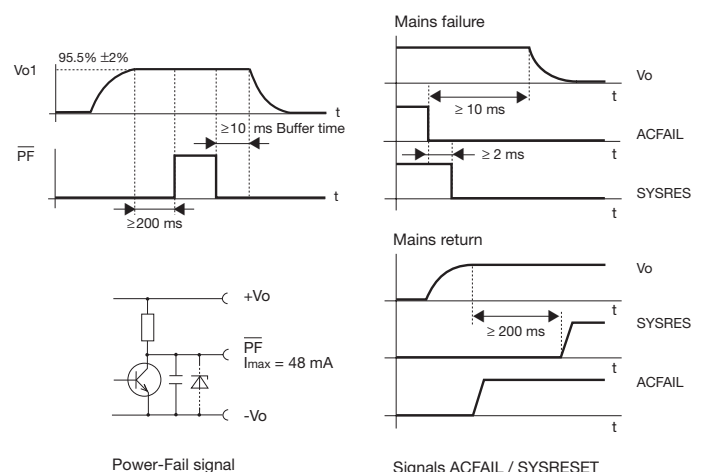 95.5% ±2%
Vo1
t
≥10 ms Buffer time
PF
t
≥200 ms
+Vo
PF
Imax = 48 mA
-Vo
Power-Fail signal
Mains failure
Vo
t
≥ 10 ms
ACFAIL
≥ 2 ms
t
SYSRES
t
Mains return
Vo
t
SYSRES
≥ 200 ms
t
ACFAIL
t
Signals ACFAIL / SYSRESET